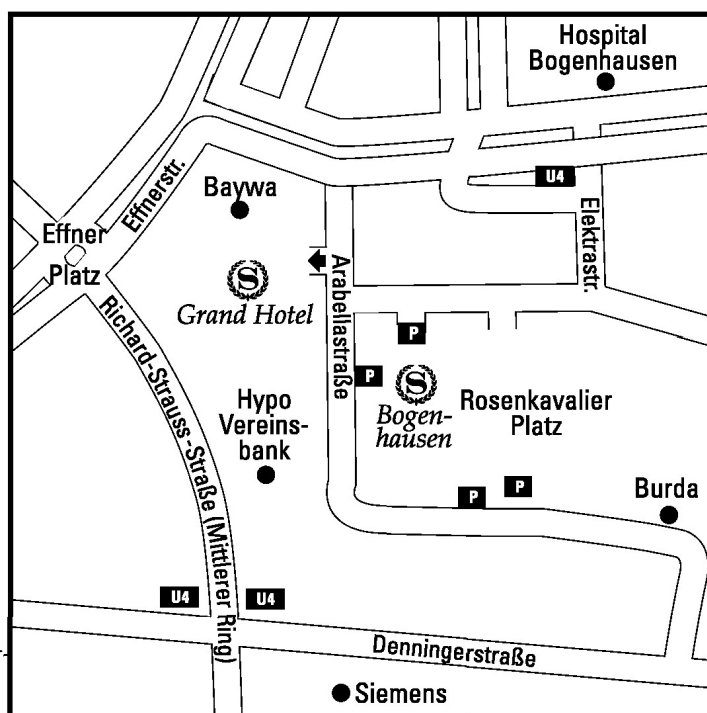 Hospital
Bogenhausen
U4
Baywa
Effnerstr.
Elektrastr.
Effner
Platz
S
Grand Hotel
Arabellastraße
Richard-Strauss-Straße (Mittlerer Ring)
P
P
S
Bogen-
hausen
Rosenkavalier
Platz
Hypo
Vereins-
bank
P
P
Burda
U4
U4
Denningerstraße
Siemens